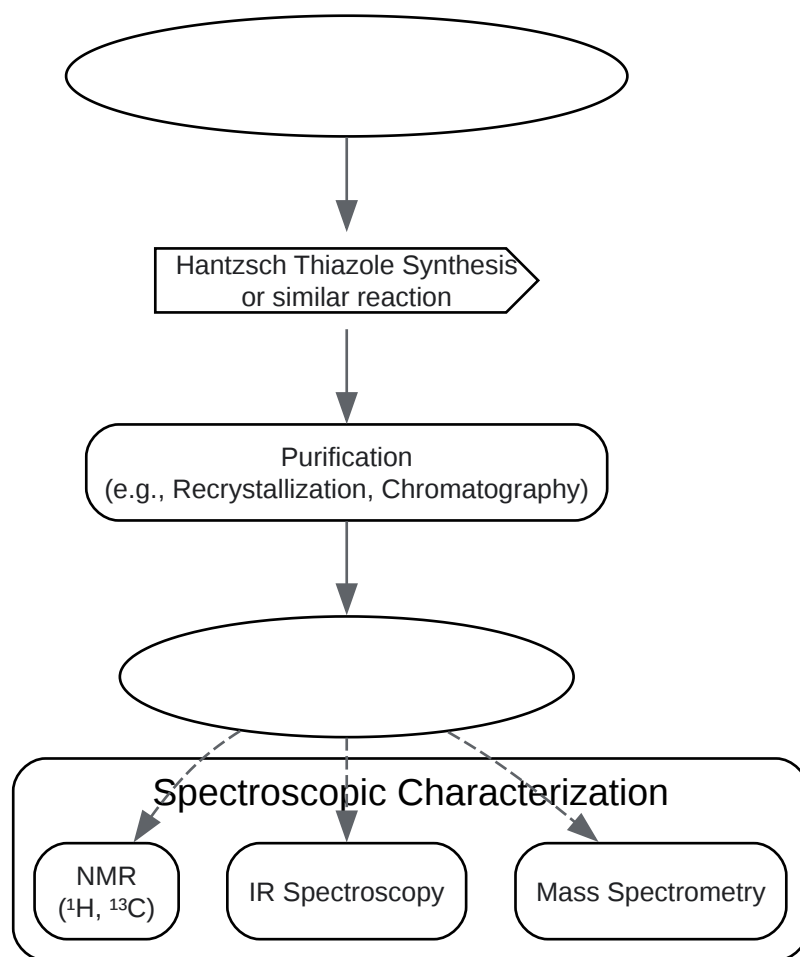 Hantzsch Thiazole Synthesis
or similar reaction
Purification
(e.g., Recrystallization, Chromatography)
Spectroscopic Characterization
NMR
(¹H, ¹³C)
IR Spectroscopy
Mass Spectrometry